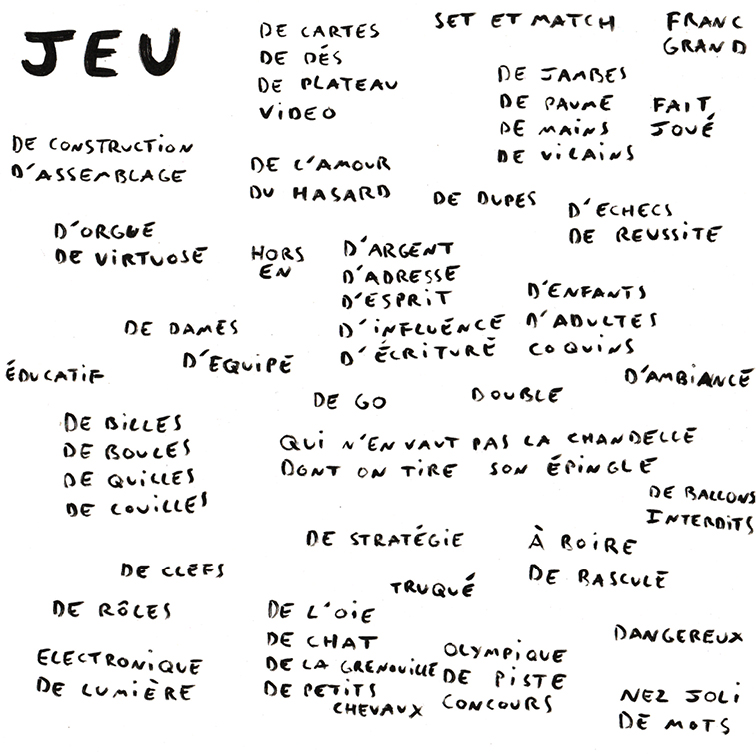 JEU
DE CARTES
DE DÉS
DE PLATEAU
VIDEO
SET ET MATCH
FRANC
GRAND
DE JAMBES
DE PAUME
DE MAINS
DE VILAINS
FAIT
JOUÉ
DE CONSTRUCTION
D'ASSEMBLAGE
DE L'AMOUR
DU HASARD
DE DUPES
D'ECHECS
DE REUSSITE
D'ORGUE
DE VIRTUOSE
HORS
EN
D'ARGENT
D'ADRESSE
D'ESPRIT
D'INFLUENCE
D'ÉCRITURE
D'ENFANTS
D'ADULTES
COQUINS
DE DAMES
D'EQUIPE
ÉDUCATIF
D'AMBIANCE
DE GO
DOUBLE
DE BILLES
DE BOULES
DE QUILLES
DE COUILLES
QUI N'EN VAUT PAS LA CHANDELLE
DONT ON TIRE SON ÉPINGLE
DE BALLONS
INTERDITS
DE STRATÉGIE
À BOIRE
DE BASCULE
DE CLEFS
TRUQUÉ
DE RÔLES
DE L'OIE
DE CHAT
DE LA GRENOUILLE
DE PETITS
CHEVAUX
OLYMPIQUE
DE PISTE
CONCOURS
DANGEREUX
ELECTRONIQUE
DE LUMIÈRE
NEZ JOLI
DE MOTS